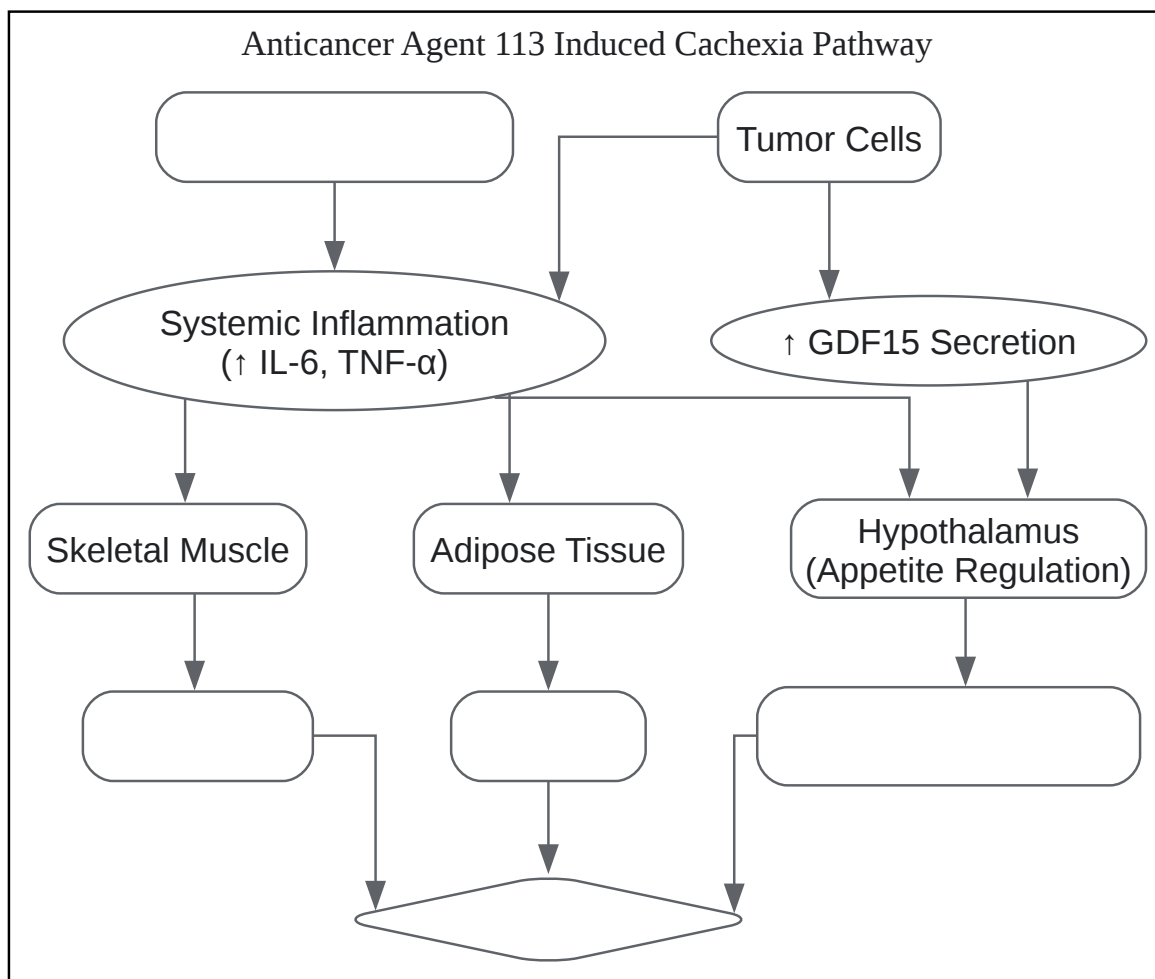 Anticancer Agent 113 Induced Cachexia Pathway
Tumor Cells
Systemic Inflammation
(↑ IL-6, TNF-α)
↑ GDF15 Secretion
Skeletal Muscle
Adipose Tissue
Hypothalamus
(Appetite Regulation)